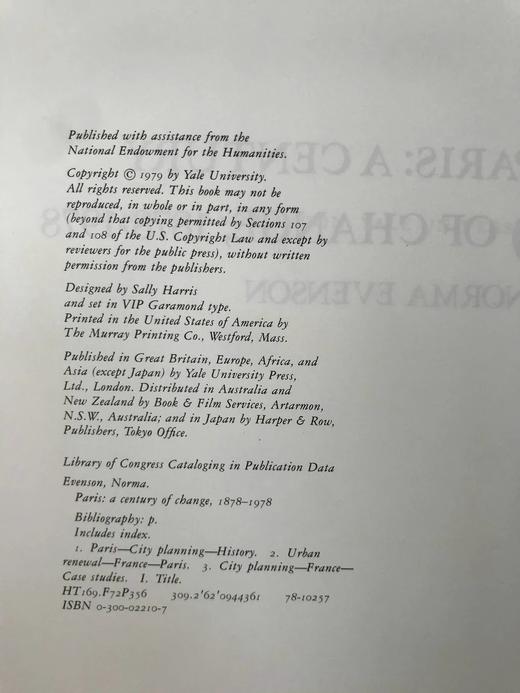 Published with assistance from the
National Endowment for the Humanities.
Copyright © 1979 by Yale University.
All rights reserved. This book may not be
reproduced, in whole or in part, in any form
(beyond that copying permitted by Sections 107
and 108 of the U.S. Copyright Law and except by
reviewers for the public press), without written
permission from the publishers.
Designed by Sally Harris
and set in VIP Garamond type.
Printed in the United States of America by
The Murray Printing Co., Westford, Mass.
Published in Great Britain, Europe, Africa, and
Asia (except Japan) by Yale University Press,
Ltd., London. Distributed in Australia and
New Zealand by Book & Film Services, Artarmon,
N.S.W., Australia; and in Japan by Harper & Row,
Publishers, Tokyo Office.
Library of Congress Cataloging in Publication Data
Evenson, Norma.
Paris: a century of change, 1878–1978
Bibliography: p.
Includes index.
1. Paris—City planning—History. 2. Urban
renewal—France—Paris. 3. City planning—France—
Case studies. I. Title.
HT169.F72P356 309.2'62'0944361 78-10257
ISBN 0-300-02210-7
PARIS: A CEN
OF CHAN
NORMA EVENSON